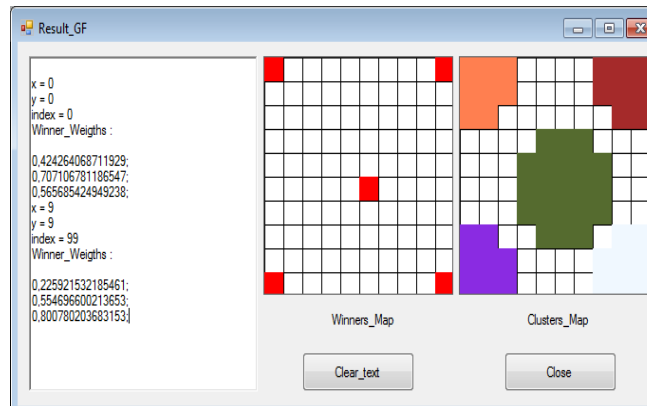 Result_GF
x = 0
y = 0
index = 0
Winner_Weigths :
0,424264068711929;
0,707106781186547;
0,565685424949238;
x = 9
y = 9
index = 99
Winner_Weigths :
0,225921532185461;
0,554696600213653;
0,800780203683153;
Winners_Map
Clusters_Map
Clear_text
Close